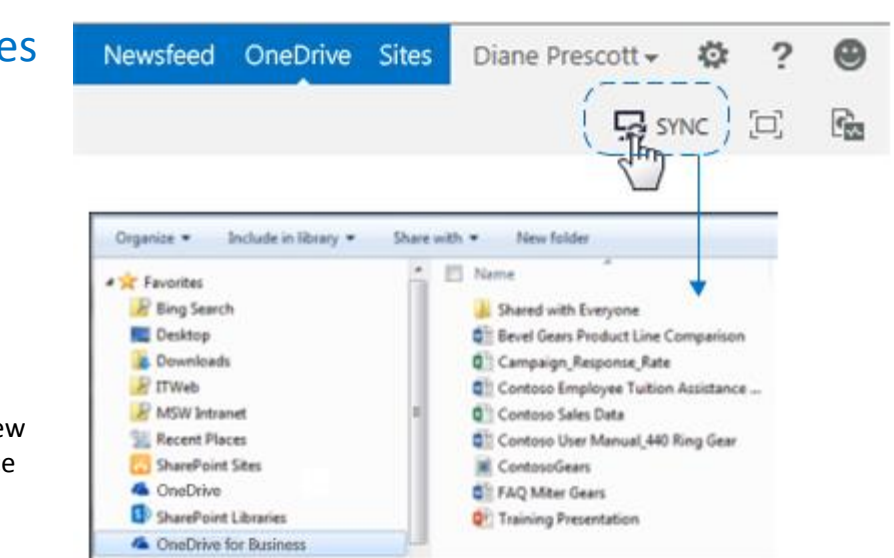 es
Newsfeed OneDrive Sites Diane Prescott ?
SYNC
Organize Include in library Share with New folder
Favorites
Bing Search
Desktop
Downloads
ITWeb
MSW Intranet
Recent Places
SharePoint Sites
OneDrive
SharePoint Libraries
OneDrive for Business
Name
Shared with Everyone
Bevel Gears Product Line Comparison
Campaign_Response_Rate
Contoso Employee Tuition Assistance ...
Contoso Sales Data
Contoso User Manual_440 Ring Gear
ContosoGears
FAQ Miter Gears
Training Presentation
ew
e